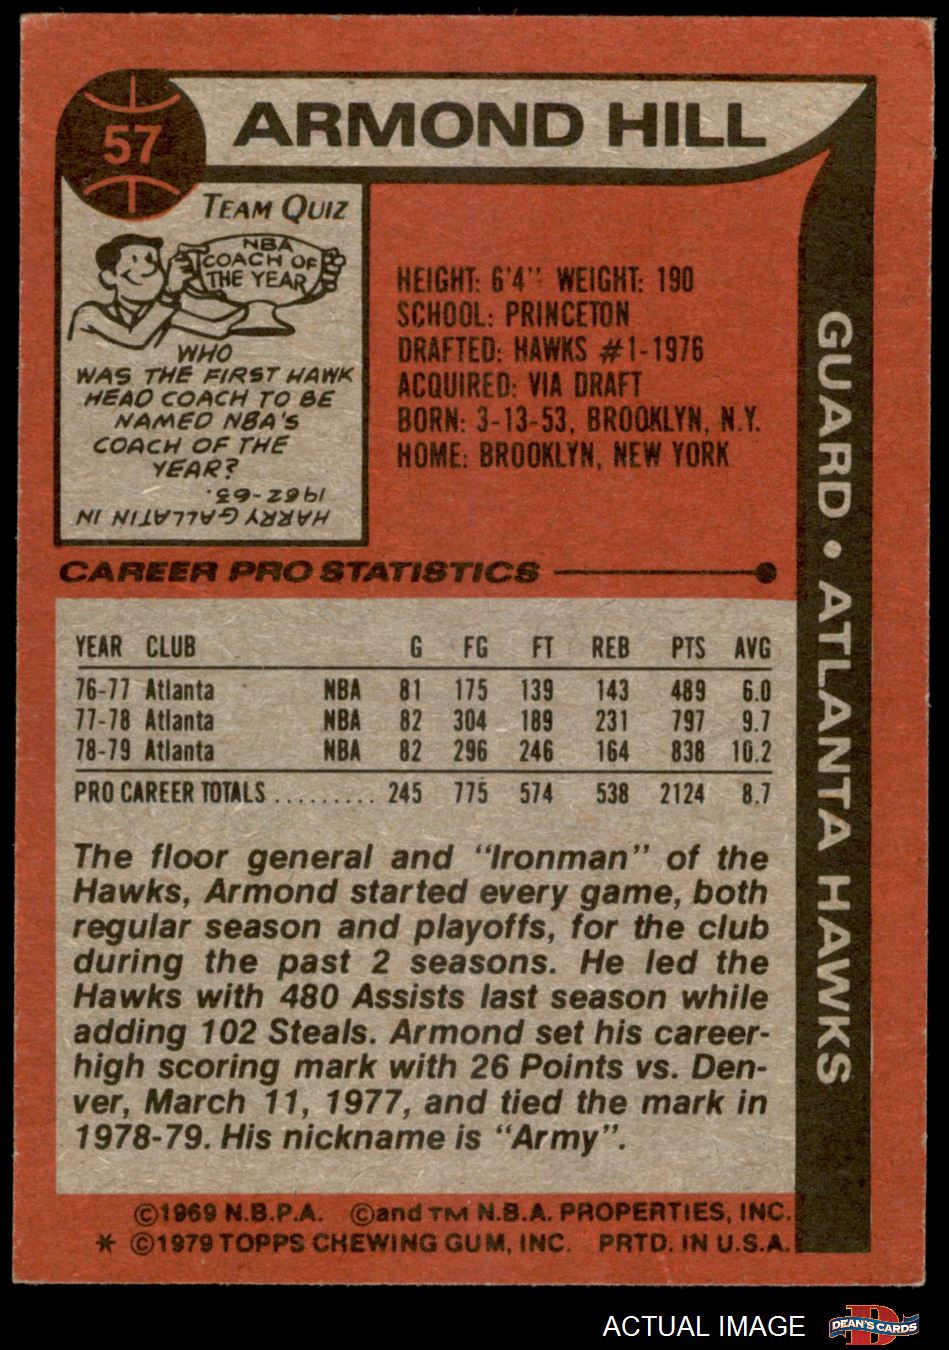 57
ARMOND HILL
TEAM QUIZ
NBA
COACH OF
THE YEAR
WHO
WAS THE FIRST HAWK
HEAD COACH TO BE
NAMED NBA'S
COACH OF THE
YEAR?
HARRY GALLATIN IN
1962-63.
HEIGHT: 6'4" WEIGHT: 190
SCHOOL: PRINCETON
DRAFTED: HAWKS #1-1976
ACQUIRED: VIA DRAFT
BORN: 3-13-53, BROOKLYN, N.Y.
HOME: BROOKLYN, NEW YORK
GUARD • ATLANTA HAWKS
CAREER PRO STATISTICS
YEAR CLUB G FG FT REB PTS AVG
76-77 Atlanta NBA 81 175 139 143 489 6.0
77-78 Atlanta NBA 82 304 189 231 797 9.7
78-79 Atlanta NBA 82 296 246 164 838 10.2
PRO CAREER TOTALS ......... 245 775 574 538 2124 8.7
The floor general and "Ironman" of the
Hawks, Armond started every game, both
regular season and playoffs, for the club
during the past 2 seasons. He led the
Hawks with 480 Assists last season while
adding 102 Steals. Armond set his career-
high scoring mark with 26 Points vs. Den-
ver, March 11, 1977, and tied the mark in
1978-79. His nickname is "Army".
©1969 N.B.P.A. ©and TM N.B.A. PROPERTIES, INC.
* ©1979 TOPPS CHEWING GUM, INC. PRTD. IN U.S.A.
ACTUAL IMAGE
D
DEAN'S CARDS